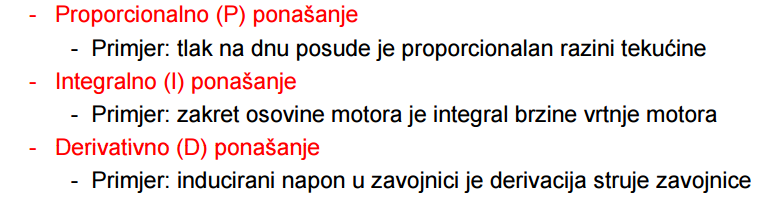 - Proporcionalno (P) ponašanje
- Primjer: tlak na dnu posude je proporcionalan razini tekućine
- Integralno (I) ponašanje
- Primjer: zakret osovine motora je integral brzine vrtnje motora
- Derivativno (D) ponašanje
- Primjer: inducirani napon u zavojnici je derivacija struje zavojnice